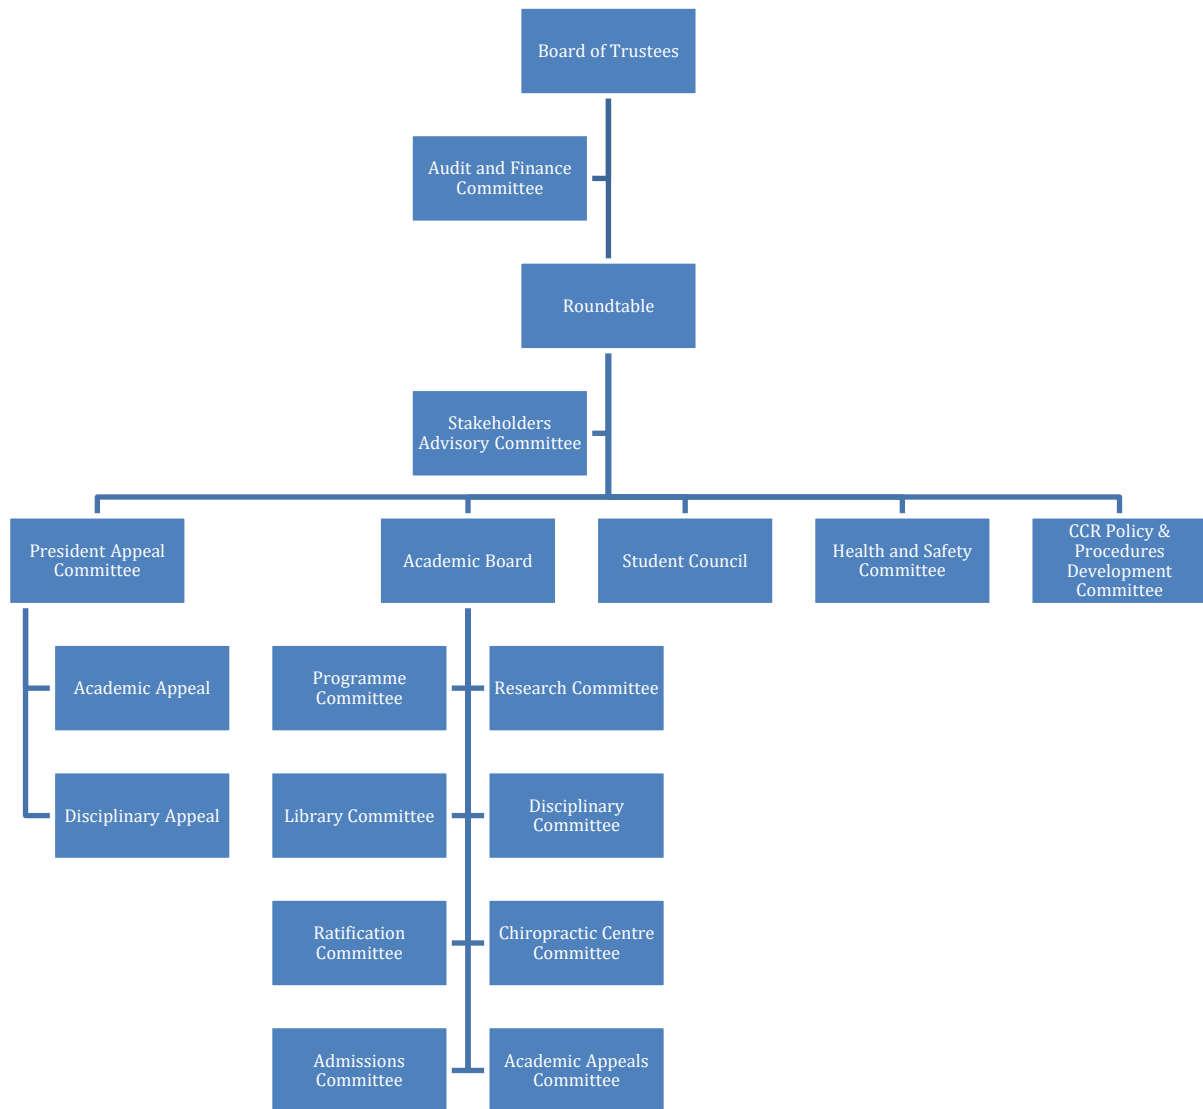 Board of Trustees
Audit and Finance
Committee
Roundtable
Stakeholders
Advisory Committee
President Appeal
Committee
Academic Board
Student Council
Health and Safety
Committee
CCR Policy &
Procedures
Development
Committee
Academic Appeal
Programme
Committee
Research Committee
Disciplinary Appeal
Library Committee
Disciplinary
Committee
Ratification
Committee
Chiropractic Centre
Committee
Admissions
Committee
Academic Appeals
Committee